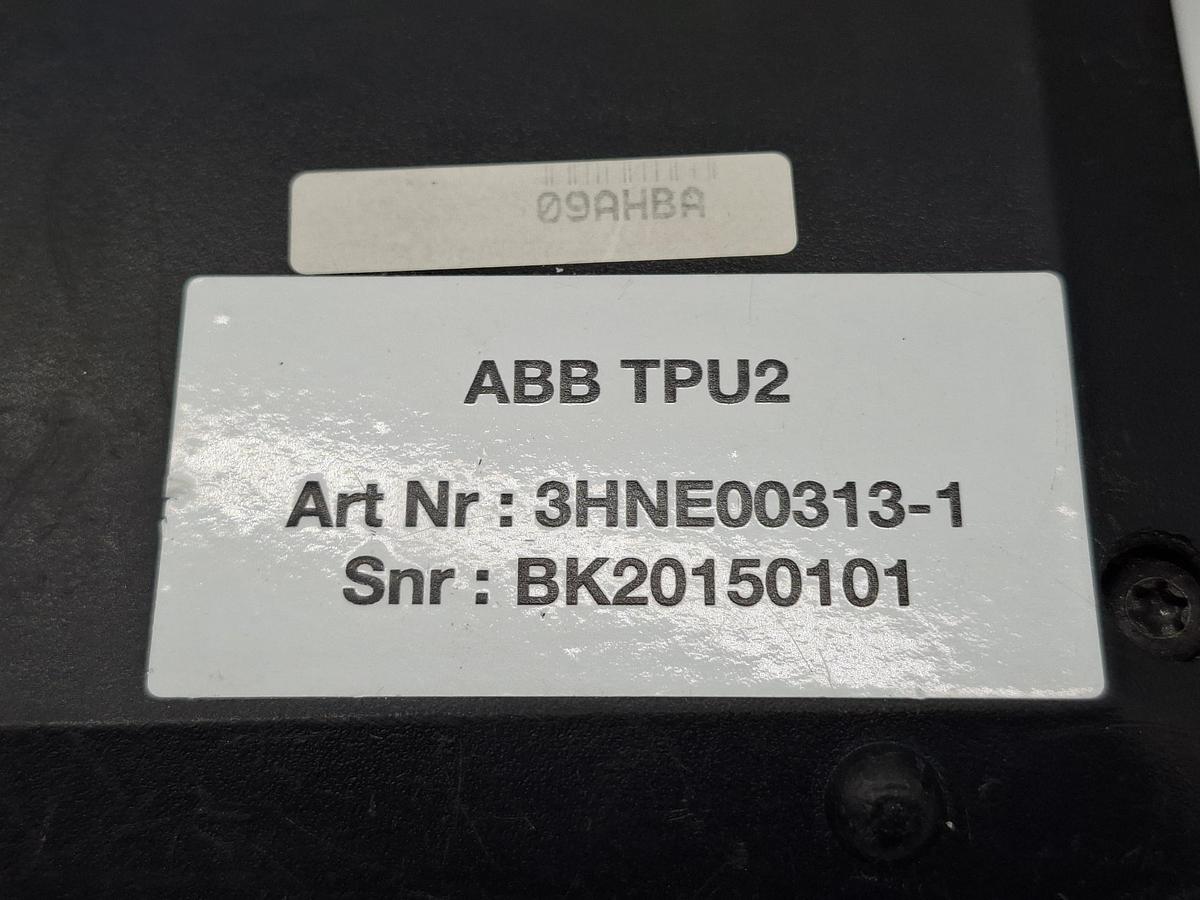 09AHBA
ABB TPU2
Art Nr : 3HNE00313-1
Snr : BK20150101